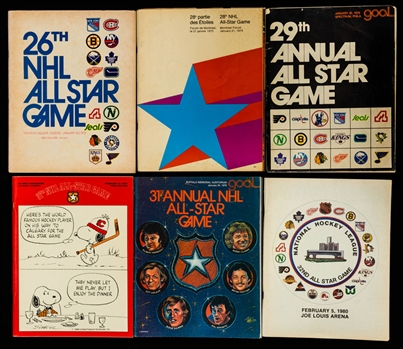 26th
NHL
ALL STAR
GAME
28e partie
des Etoiles
28th NHL
All-Star Game
goal
29th
ANNUAL
ALL STAR
GAME
Seals
capitals
KINGS
HERE'S THE WORLD
FAMOUS HOCKEY PLAYER
ON HIS WAY TO
CALGARY FOR THE
ALL STAR GAME
THEY NEVER LET
ME PLAY BUT I
ENJOY THE DINNER
goal
31st ANNUAL NHL
ALL-STAR
GAME
NATIONAL HOCKEY LEAGUE
32ND ALL STAR GAME
FEBRUARY 5, 1980
JOE LOUIS ARENA